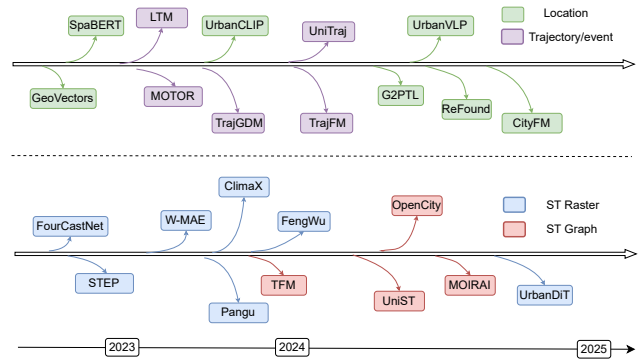 SpaBERT
LTM
UrbanCLIP
UniTraj
UrbanVLP
Location
Trajectory/event
GeoVectors
MOTOR
TrajGDM
TrajFM
G2PTL
ReFound
CityFM
ClimaX
FourCastNet
W-MAE
FengWu
OpenCity
ST Raster
ST Graph
STEP
Pangu
TFM
UniST
MOIRAI
UrbanDiT
2023
2024
2025